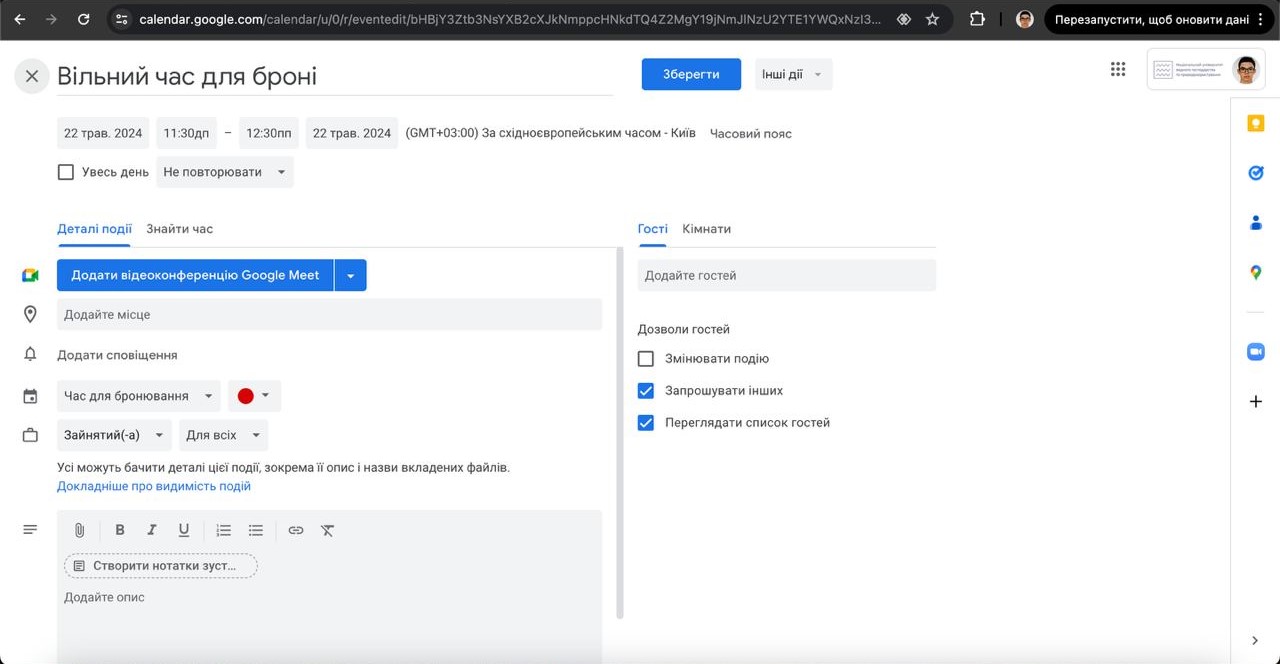 calendar.google.com/calendar/u/0/r/eventedit/bHBjY3Ztb3NsYXB2cXJkNmppcHNkdTQ4Z2MgY19jNmJlNzU2YTE1YWQxNzI3...
Перезапустити, щоб оновити дані
Вільний час для броні
Зберегти
Інші дії
22 трав. 2024
11:30дп
–
12:30пп
22 трав. 2024
(GMT+03:00) За східноєвропейським часом - Київ
Часовий пояс
Увесь день
Не повторювати
Деталі події
Знайти час
Додати відеоконференцію Google Meet
Додайте місце
Додати сповіщення
Час для бронювання
Зайнятий(-а)
Для всіх
Усі можуть бачити деталі цієї події, зокрема її опис і назви вкладених файлів.
Докладніше про видимість подій
B I U
Створити нотатки зуст...
Додайте опис
Гості
Кімнати
Додайте гостей
Дозволи гостей
Змінювати подію
Запрошувати інших
Переглядати список гостей